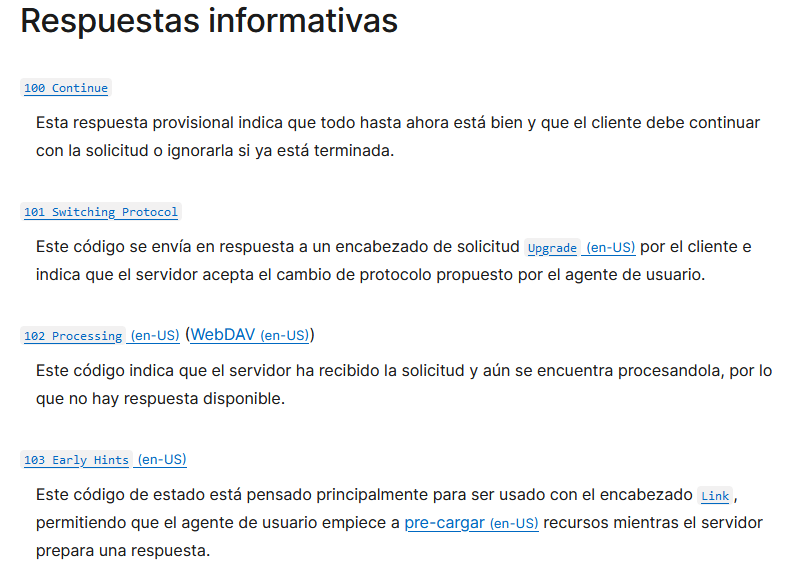 Respuestas informativas
100 Continue
Esta respuesta provisional indica que todo hasta ahora está bien y que el cliente debe continuar
con la solicitud o ignorarla si ya está terminada.
101 Switching Protocol
Este código se envía en respuesta a un encabezado de solicitud Upgrade (en-US) por el cliente e
indica que el servidor acepta el cambio de protocolo propuesto por el agente de usuario.
102 Processing (en-US) (WebDAV (en-US))
Este código indica que el servidor ha recibido la solicitud y aún se encuentra procesandola, por lo
que no hay respuesta disponible.
103 Early Hints (en-US)
Este código de estado está pensado principalmente para ser usado con el encabezado Link,
permitiendo que el agente de usuario empiece a pre-cargar (en-US) recursos mientras el servidor
prepara una respuesta.